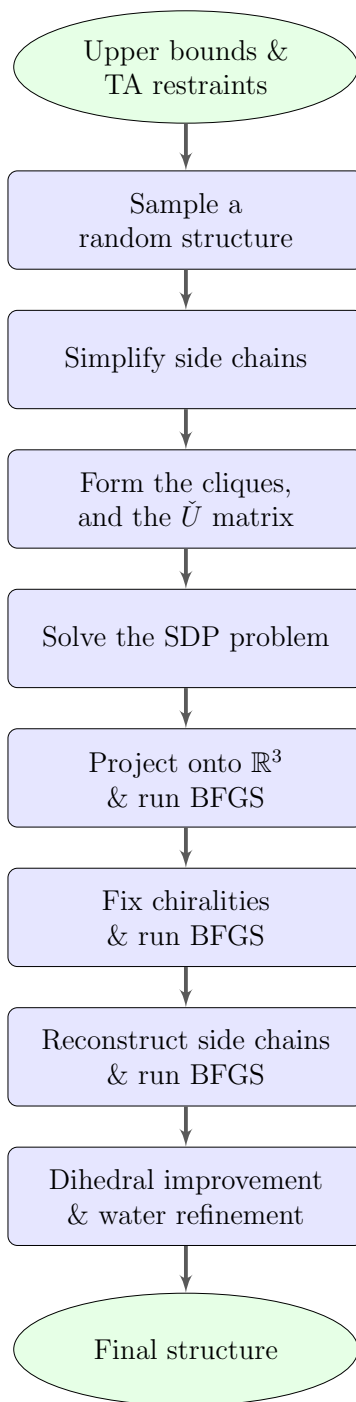 Upper bounds &
TA restraints
Sample a
random structure
Simplify side chains
Form the cliques,
and the Ǔ matrix
Solve the SDP problem
Project onto ℝ³
& run BFGS
Fix chiralities
& run BFGS
Reconstruct side chains
& run BFGS
Dihedral improvement
& water refinement
Final structure